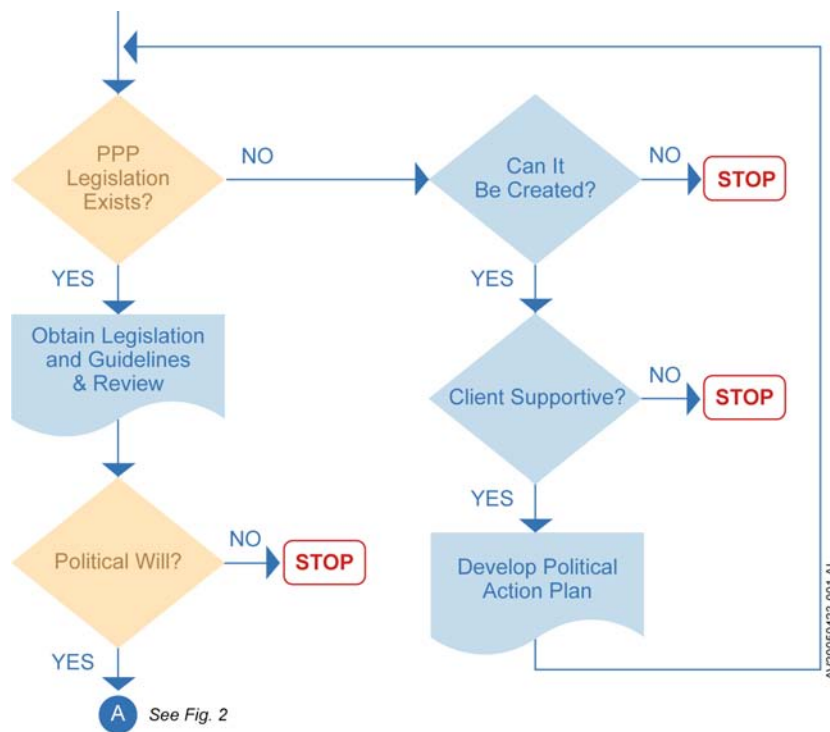 PPP
Legislation
Exists?
NO
Can It
Be Created?
NO
STOP
YES
YES
Obtain Legislation
and Guidelines
& Review
Client Supportive?
NO
STOP
YES
Political Will?
NO
STOP
Develop Political
Action Plan
YES
A
See Fig. 2